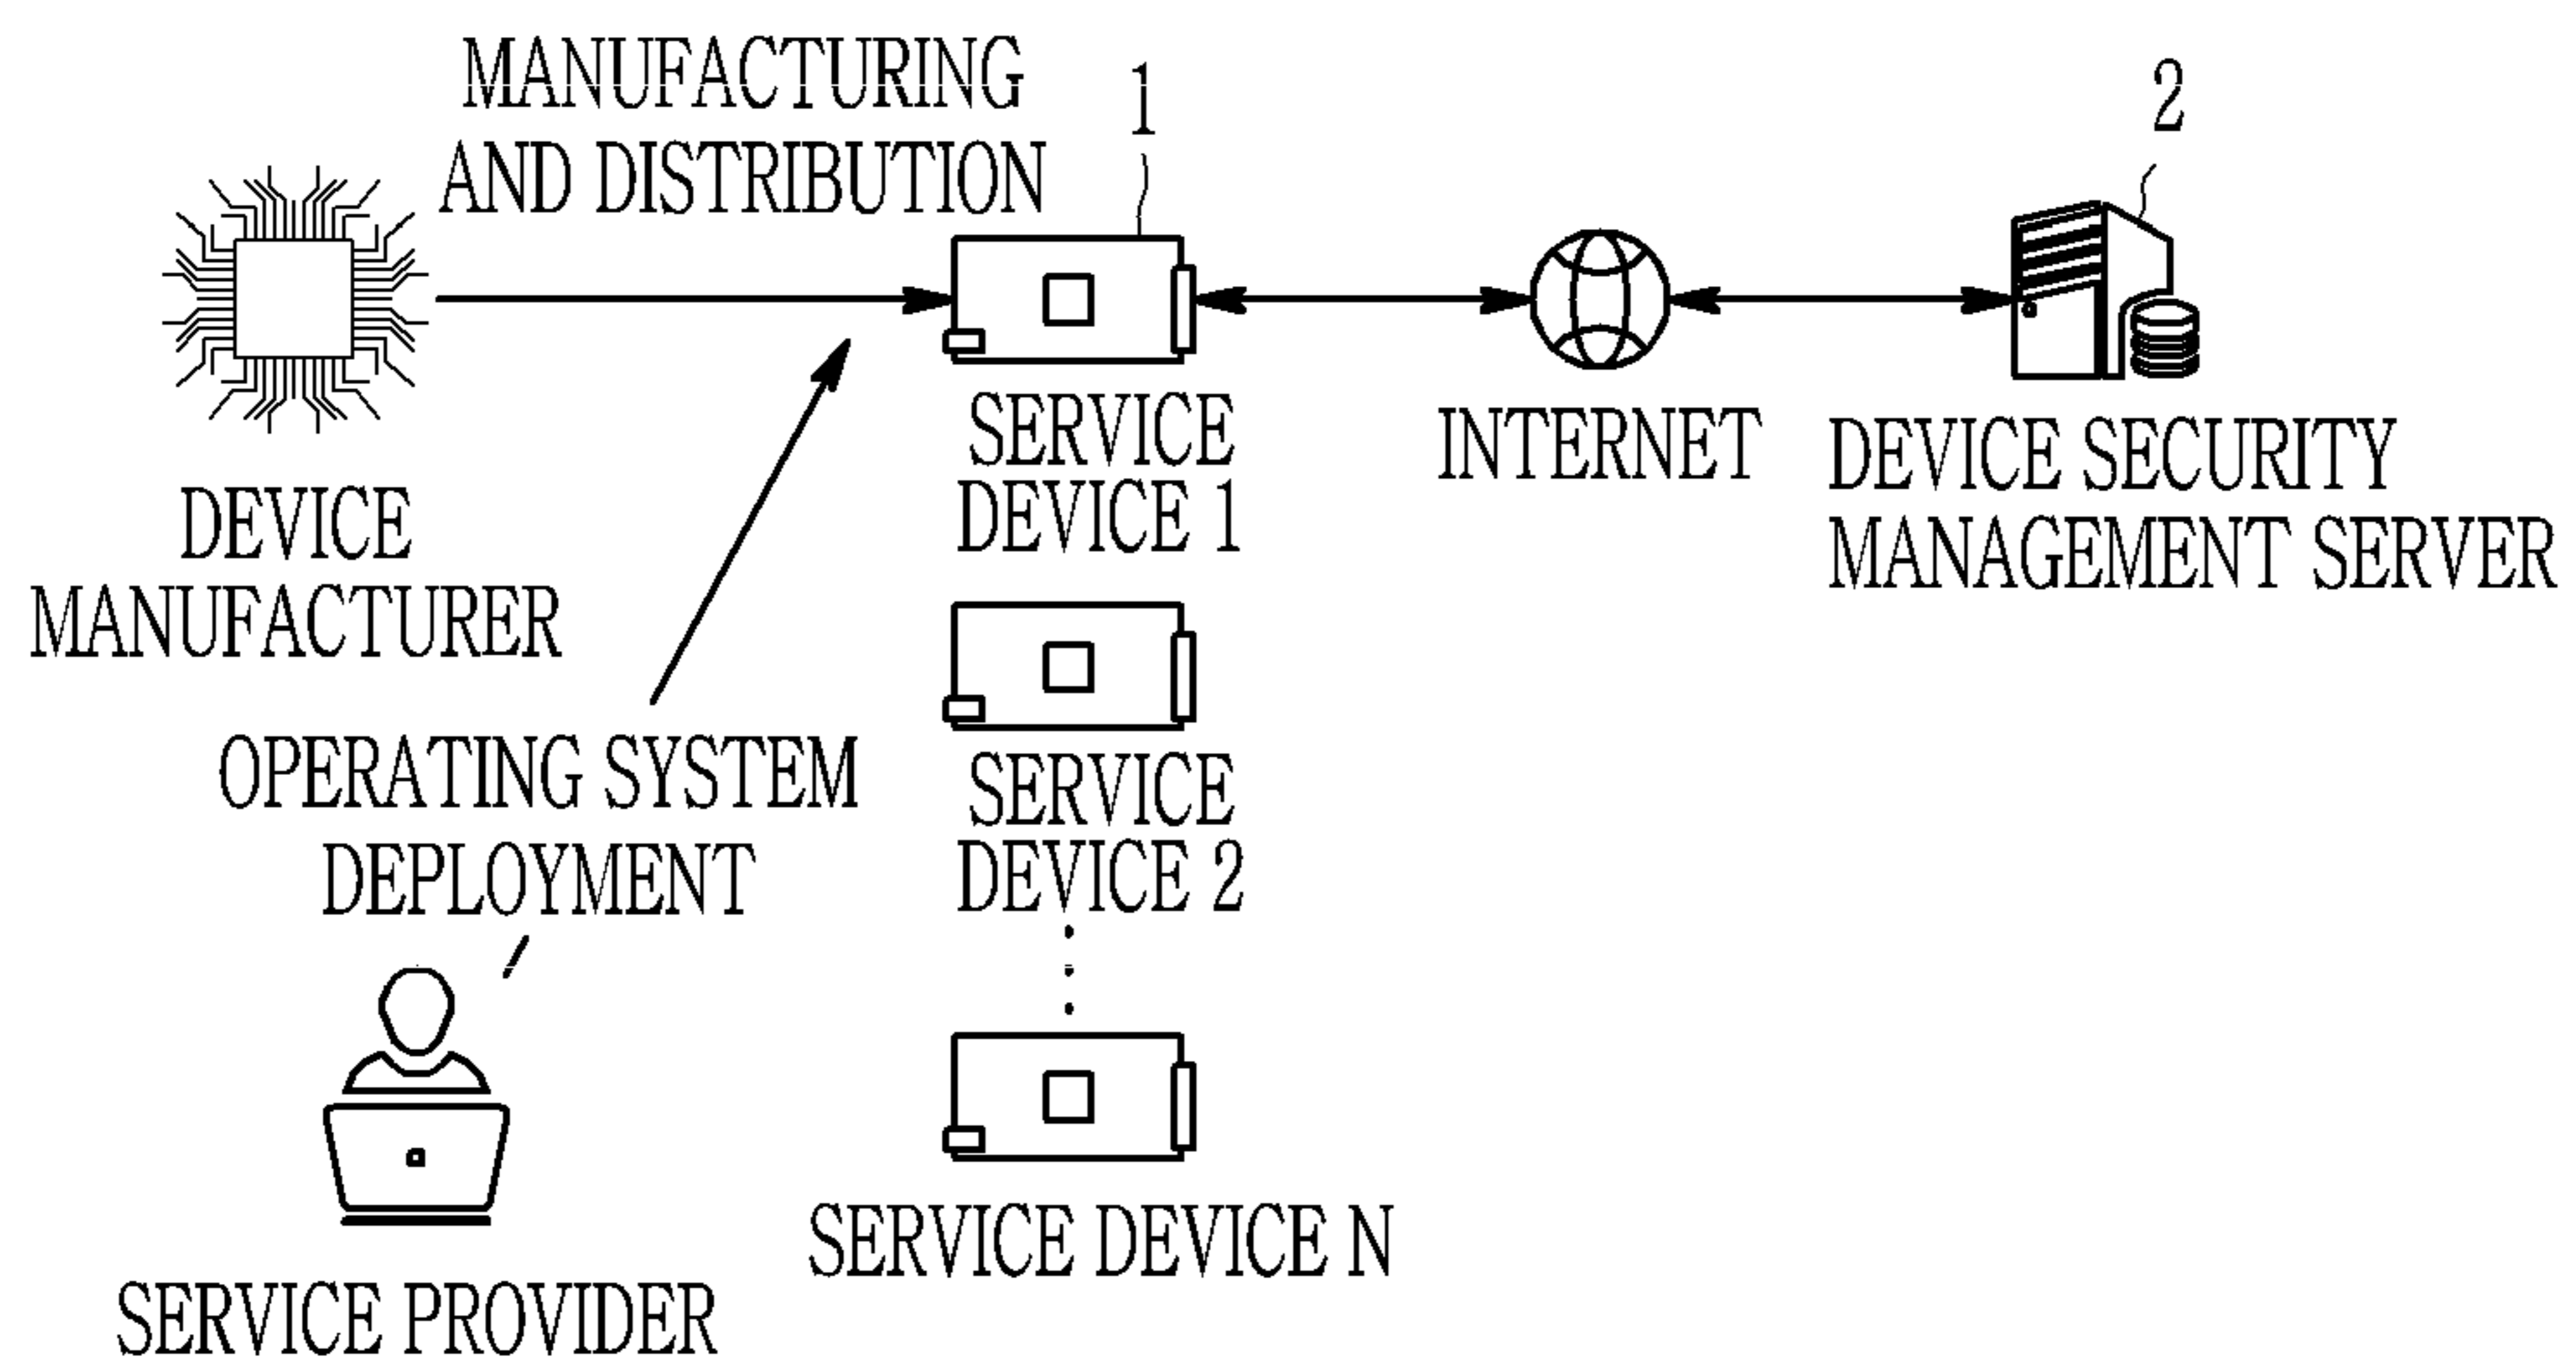 MANUFACTURING
AND DISTRIBUTION
1
2
DEVICE
MANUFACTURER
SERVICE
DEVICE 1
INTERNET
DEVICE SECURITY
MANAGEMENT SERVER
OPERATING SYSTEM
DEPLOYMENT
SERVICE
DEVICE 2
SERVICE DEVICE N
SERVICE PROVIDER